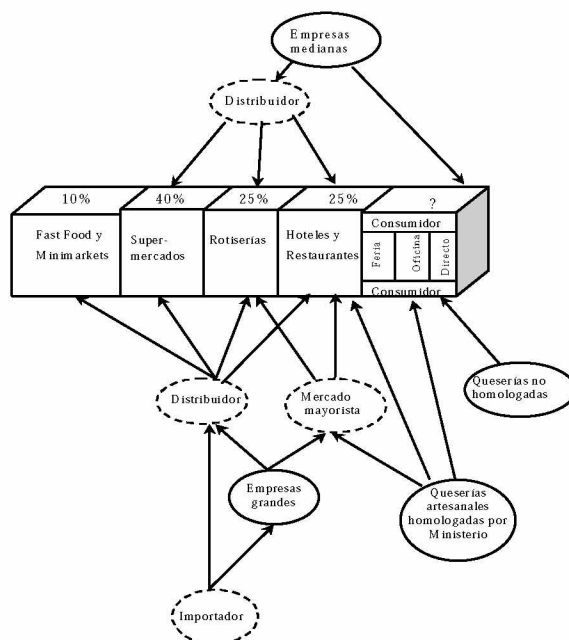 Empresas
medianas
Distribuidor
10%
40%
25%
25%
?
Fast Food y
Minimarkets
Super-
mercados
Rotiserías
Hoteles y
Restaurantes
Consumidor
Feria
Oficina
Directo
Consumidor
Distribuidor
Mercado
mayorista
Queserías no
homologadas
Empresas
grandes
Queserías
artesanales
homologadas por
Ministerio
Importador